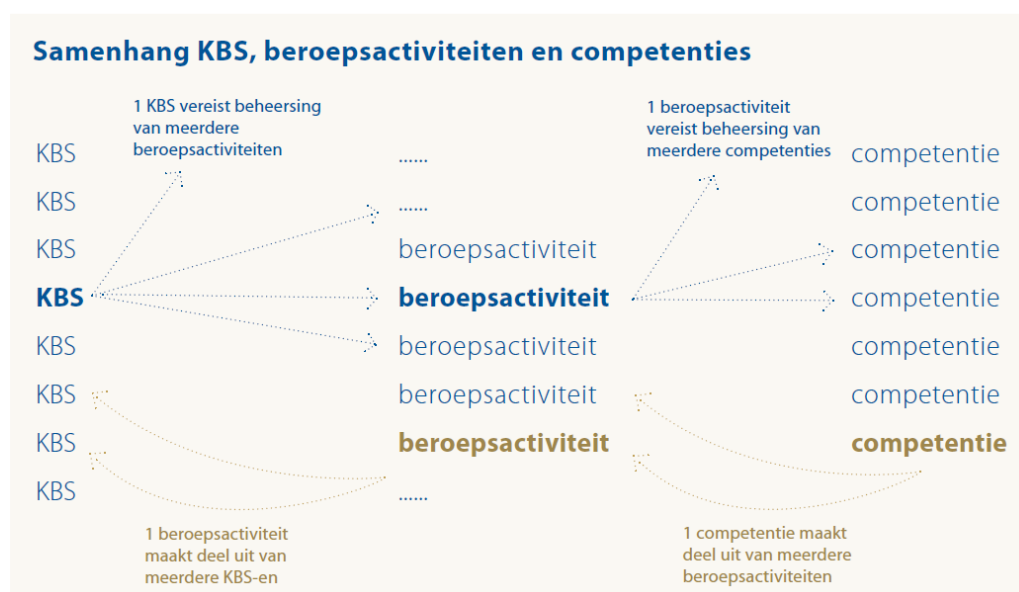 Samenhang KBS, beroepsactiviteiten en competenties
1 KBS vereist beheersing
van meerdere
beroepsactiviteiten
1 beroepsactiviteit
vereist beheersing van
meerdere competenties
KBS ...... competentie
KBS ...... competentie
KBS beroepsactiviteit competentie
KBS beroepsactiviteit competentie
KBS beroepsactiviteit competentie
KBS beroepsactiviteit competentie
KBS beroepsactiviteit competentie
KBS ......
1 beroepsactiviteit
maakt deel uit van
meerdere KBS-en
1 competentie maakt
deel uit van meerdere
beroepsactiviteiten